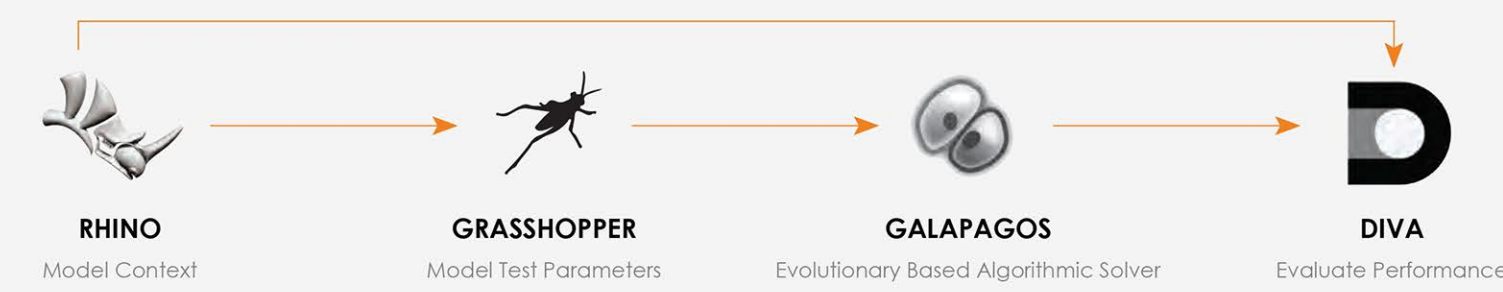 RHINO
Model Context
GRASSHOPPER
Model Test Parameters
GALAPAGOS
Evolutionary Based Algorithmic Solver
DIVA
Evaluate Performance